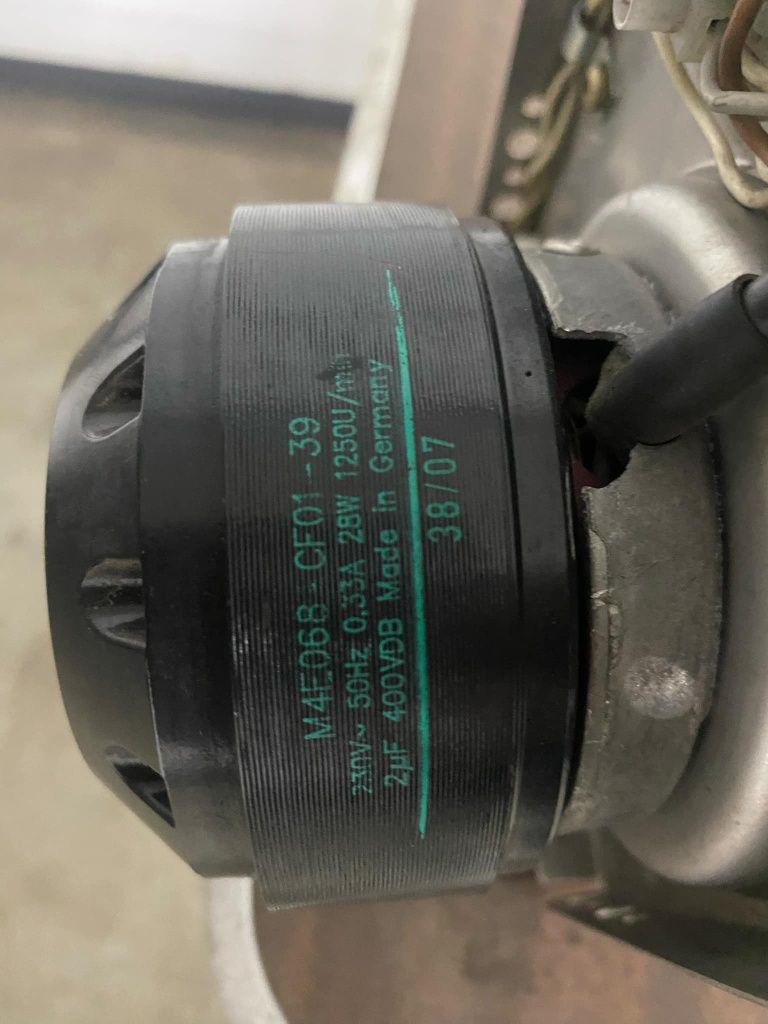 M4E068-CF01-39
230V~ 50Hz 0,33A 28W 1250U/min
2µF 400VDB Made in Germany
38/07